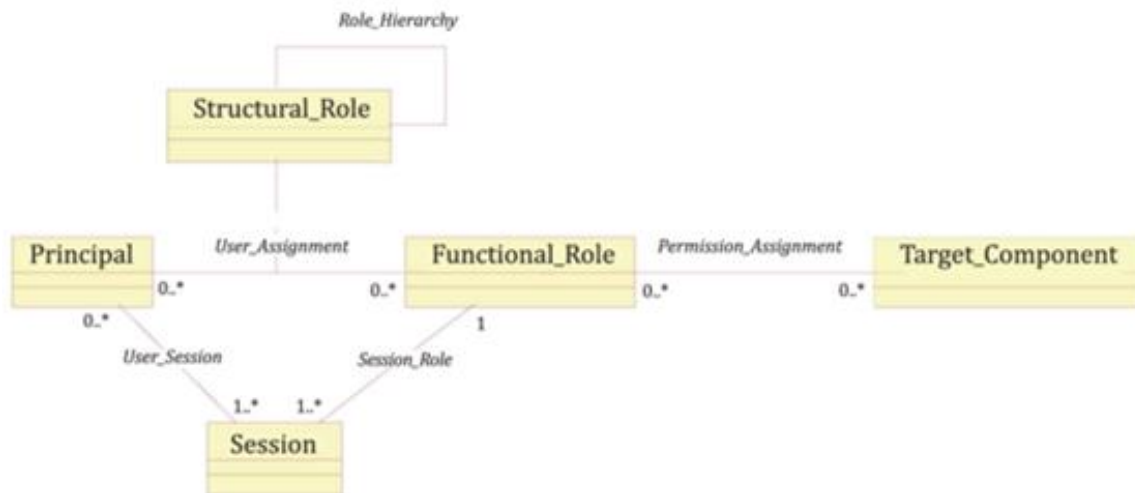 Role_Hierarchy
Structural_Role
Principal
User_Assignment
Functional_Role
Permission_Assignment
Target_Component
0..*
0..*
0..*
0..*
0..*
1
User_Session
Session_Role
1..*
1..*
Session